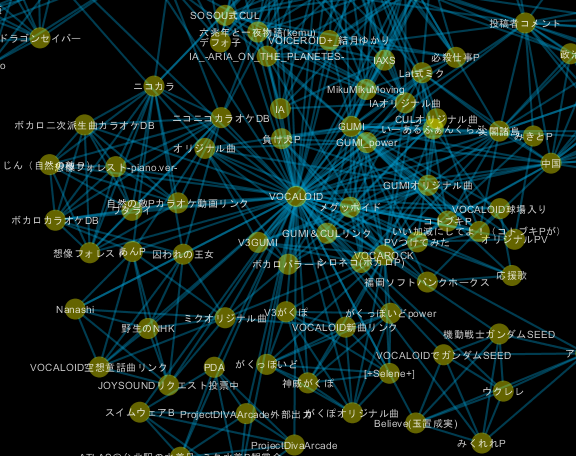 SOSOU式CUL
投稿者コメント
六兆年と一夜物語(kemu)
ドラゴンセイバー
デフォ子
VOICEROID+_結月ゆかり
IA_-ARIA_ON_THE_PLANETES-
IAXS
必殺仕事P
政治
Lat式ミク
ニコカラ
MikuMikuMoving
IA
IAオリジナル曲
ニコニコカラオケDB
CULオリジナル曲
ボカロ二次派生曲カラオケDB
GUMI
いーあるふぁんくらぶ
みきとP
負け犬P
GUMI_power
オリジナル曲
じん（自然の敵P）
想像フォレスト-piano.ver-
中国
GUMIオリジナル曲
VOCALOID
自然の敵Pカラオケ動画リンク
メグッポイド
VOCALOID球場入り
ボカロカラオケDB
コトブキP
いい加減にしてよ！（コトブキPが）
GUMI＆CULリンク
オリジナルPV
V3GUMI
PVつけてみた
想像フォレスト
囚われの王女
VOCAROCK
ボカロバラード
シロネコ(ボカロP)
応援歌
福岡ソフトバンクホークス
Nanashi
V3がくぽ
がくっぽいどpower
ミクオリジナル曲
野生のNHK
VOCALOID新曲リンク
機動戦士ガンダムSEED
VOCALOIDでガンダムSEED
VOCALOID空想童話曲リンク
PDA
がくっぽいど
[+Selene+]
JOYSOUNDリクエスト投票中
神威がくぽ
ウクレレ
スイムウェアB
ProjectDIVAArcade外部出力
がくぽオリジナル曲
Believe(玉置成実)
みくれれP
ProjectDivaArcade